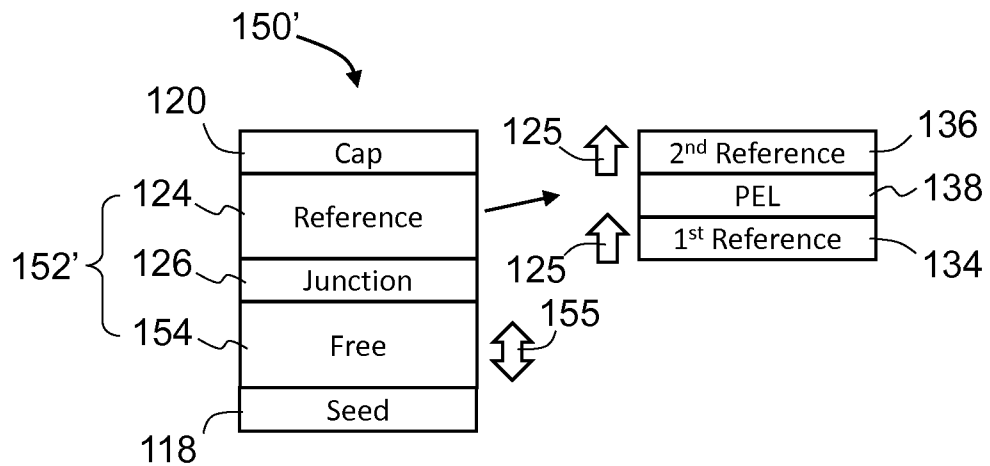 150’
120
Cap
125
2nd Reference
136
124
Reference
PEL
138
152’
126
Junction
125
1st Reference
134
154
Free
155
Seed
118